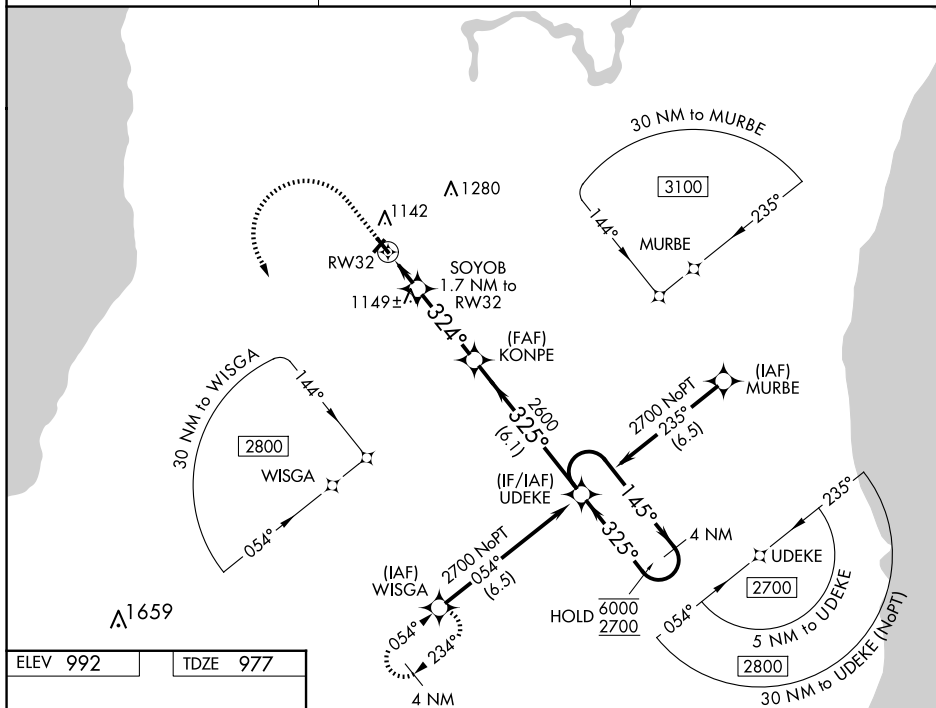 30 NM to MURBE
3100
144°
235°
MURBE
1280
1142
RW32
SOYOB
1.7 NM to
RW32
1149±
324°
(FAF)
KONPE
30 NM to WISGA
144°
2800
WISGA
054°
2600
325°
(6.1)
(IAF)
MURBE
2700 NoPT
235°
(6.5)
(IF/IAF)
UDEKE
145°
325°
4 NM
HOLD 6000
2700
2700 NoPT
054°
(6.5)
(IAF)
WISGA
054°
234°
4 NM
235°
UDEKE
2700
054°
5 NM to UDEKE
2800
30 NM to UDEKE (NoPT)
1659
ELEV 992
TDZE 977